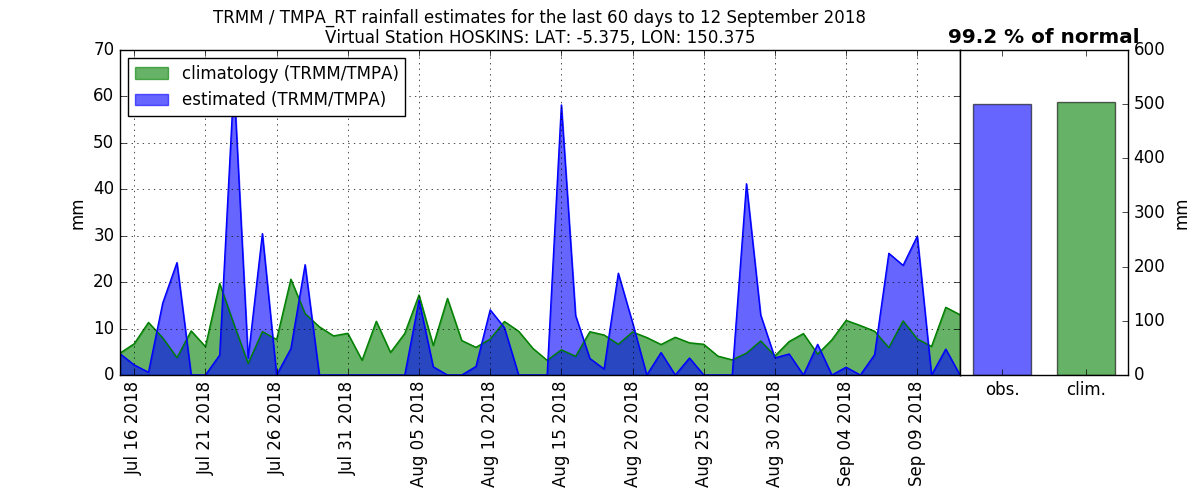 TRMM / TMPA_RT rainfall estimates for the last 60 days to 12 September 2018
Virtual Station HOSKINS: LAT: -5.375, LON: 150.375
99.2 % of normal
climatology (TRMM/TMPA)
estimated (TRMM/TMPA)
70
60
50
40
30
20
10
0
mm
Jul 16 2018
Jul 21 2018
Jul 26 2018
Jul 31 2018
Aug 05 2018
Aug 10 2018
Aug 15 2018
Aug 20 2018
Aug 25 2018
Aug 30 2018
Sep 04 2018
Sep 09 2018
obs.
clim.
600
500
400
300
200
100
0
mm